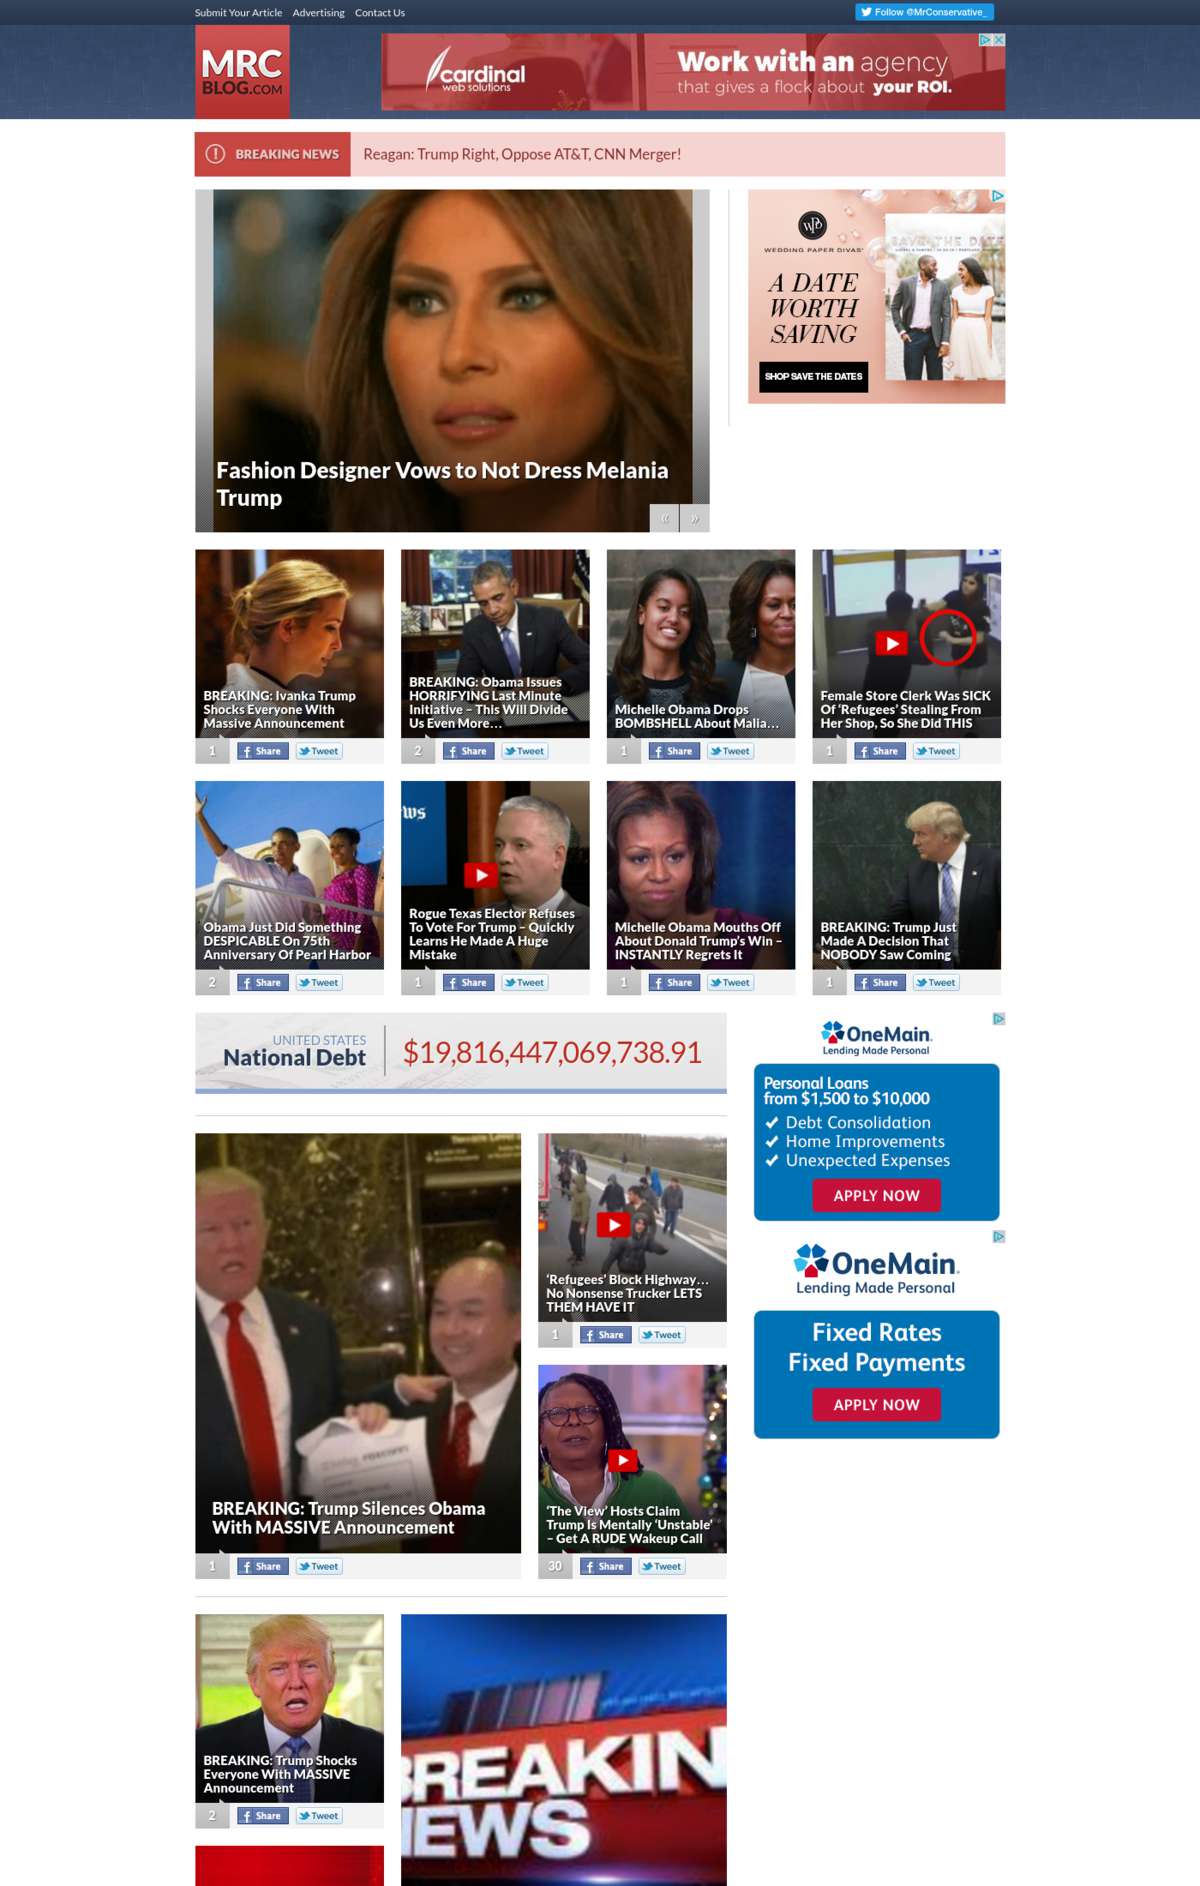 Submit Your Article Advertising Contact Us
Follow @MrConservative_
MRC
BLOG.COM
cardinal
web solutions
Work with an agency
that gives a flock about your ROI.
BREAKING NEWS
Reagan: Trump Right, Oppose AT&T, CNN Merger!
Fashion Designer Vows to Not Dress Melania
Trump
« »
WPD
WEDDING PAPER DIVAS
A DATE
WORTH
SAVING
SHOP SAVE THE DATES
SAVE THE DATE
BREAKING: Ivanka Trump
Shocks Everyone With
Massive Announcement
1 Share Tweet
BREAKING: Obama Issues
HORRIFYING Last Minute
Initiative – This Will Divide
Us Even More…
2 Share Tweet
Michelle Obama Drops
BOMBSHELL About Malia…
1 Share Tweet
Female Store Clerk Was SICK
Of ‘Refugees’ Stealing From
Her Shop, So She Did THIS
1 Share Tweet
Obama Just Did Something
DESPICABLE On 75th
Anniversary Of Pearl Harbor
2 Share Tweet
ws
Rogue Texas Elector Refuses
To Vote For Trump – Quickly
Learns He Made A Huge
Mistake
1 Share Tweet
Michelle Obama Mouths Off
About Donald Trump’s Win –
INSTANTLY Regrets It
1 Share Tweet
BREAKING: Trump Just
Made A Decision That
NOBODY Saw Coming
1 Share Tweet
UNITED STATES
National Debt
$19,816,447,069,738.91
OneMain
Lending Made Personal
Personal Loans
from $1,500 to $10,000
Debt Consolidation
Home Improvements
Unexpected Expenses
APPLY NOW
FOXCONN
BREAKING: Trump Silences Obama
With MASSIVE Announcement
1 Share Tweet
‘Refugees’ Block Highway…
No Nonsense Trucker LETS
THEM HAVE IT
1 Share Tweet
OneMain
Lending Made Personal
Fixed Rates
Fixed Payments
APPLY NOW
‘The View’ Hosts Claim
Trump Is Mentally ‘Unstable’
– Get A RUDE Wakeup Call
30 Share Tweet
BREAKING: Trump Shocks
Everyone With MASSIVE
Announcement
2 Share Tweet
BREAKIN
NEWS